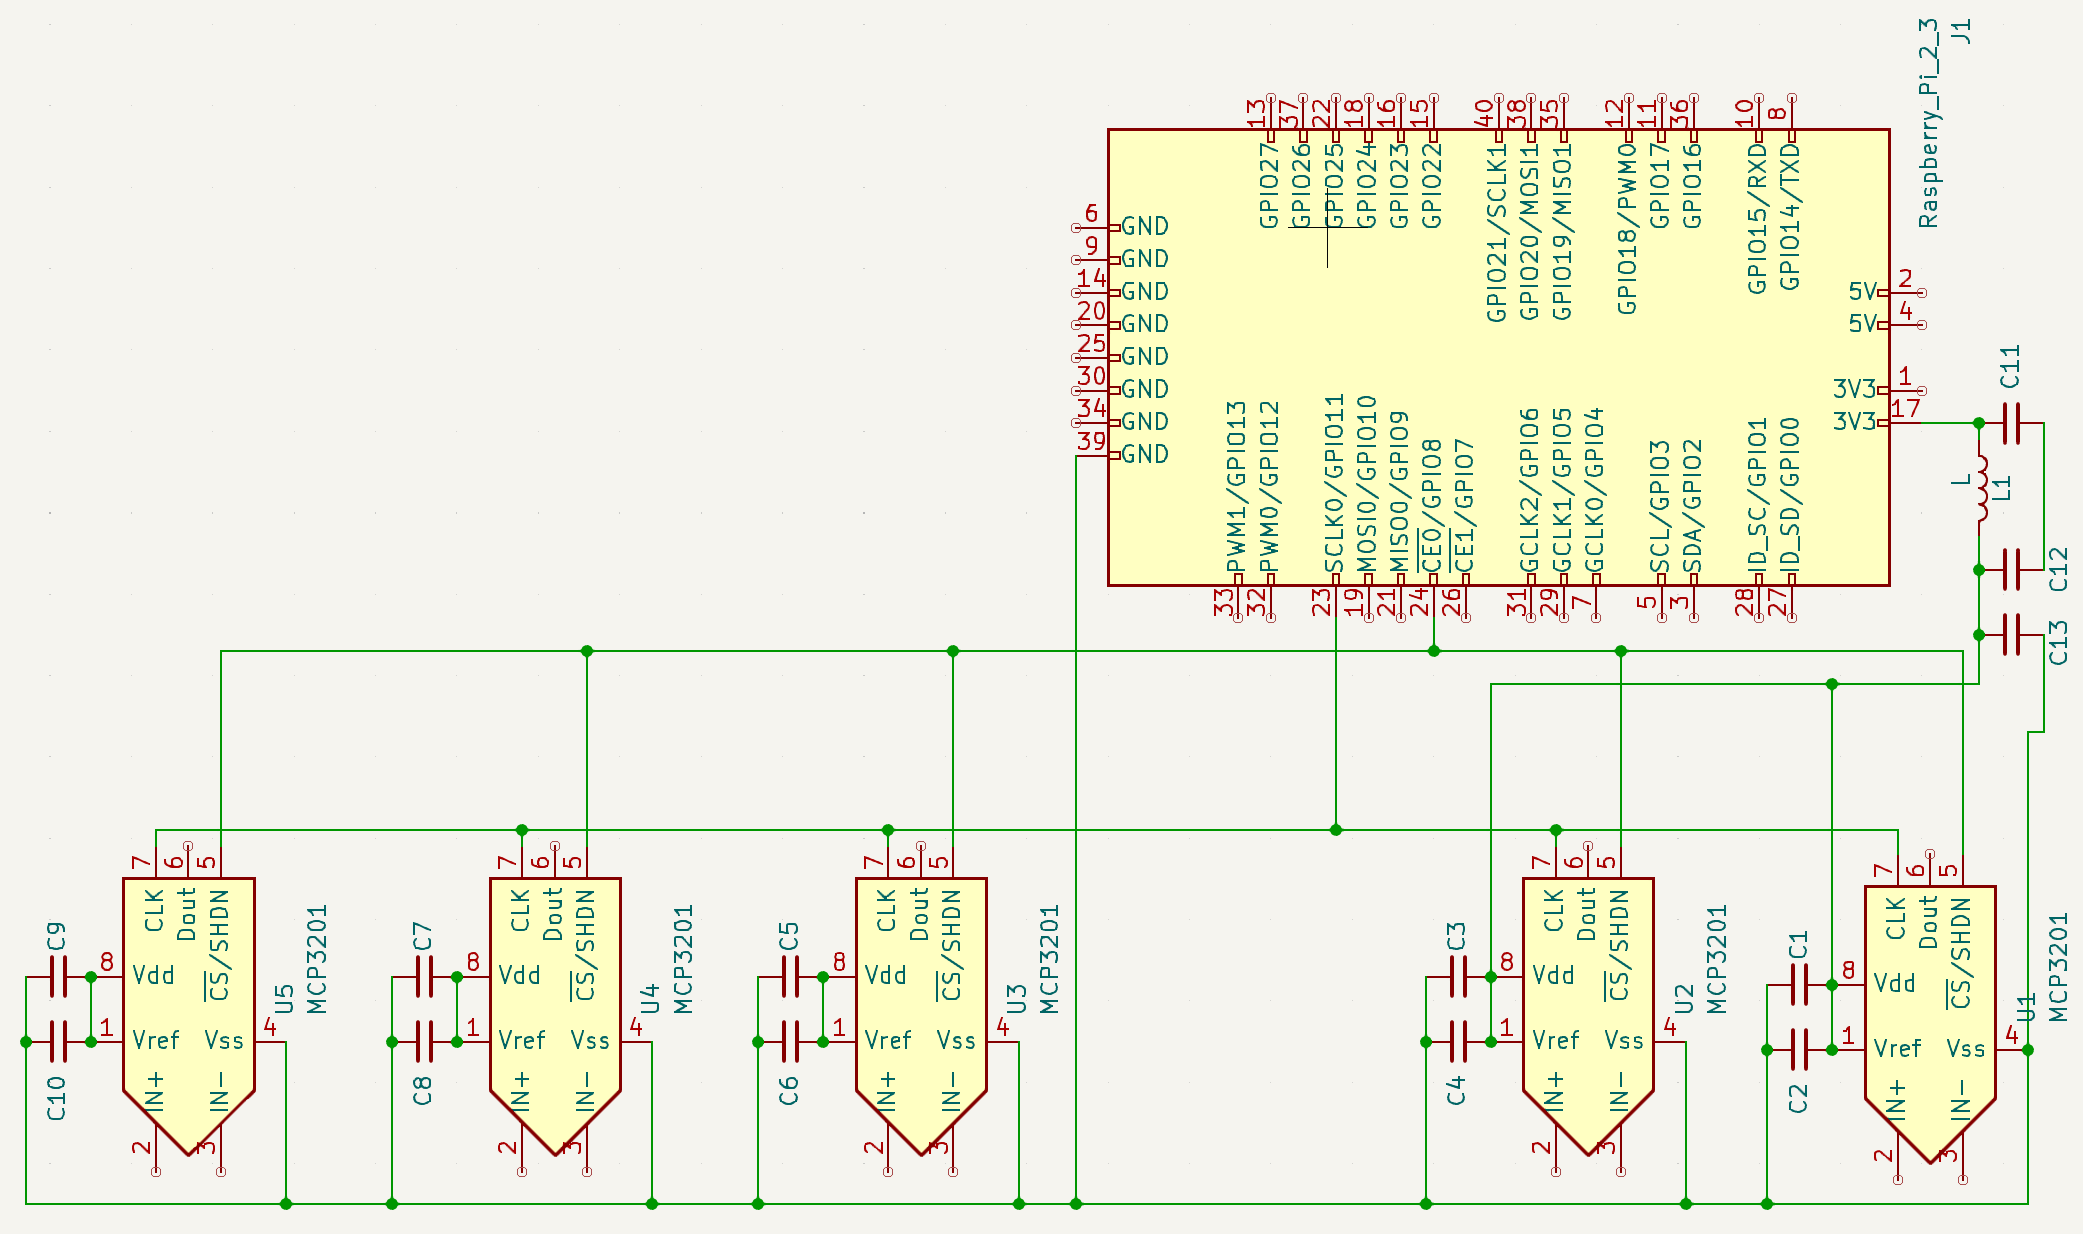 Raspberry_Pi_2_3
J1
13
37
22
18
16
15
40
38
35
12
11
36
10
8
GPIO27
GPIO26
GPIO25
GPIO24
GPIO23
GPIO22
GPIO21/SCLK1
GPIO20/MOSI1
GPIO19/MISO1
GPIO18/PWM0
GPIO17
GPIO16
GPIO15/RXD
GPIO14/TXD
6 GND
9 GND
14 GND
20 GND
25 GND
30 GND
34 GND
39 GND
5V 2
5V 4
3V3 1
3V3 17
PWM1/GPIO13
PWM0/GPIO12
SCLK0/GPIO11
MOSI0/GPIO10
MISO0/GPIO9
CE0/GPIO8
CE1/GPIO7
GCLK2/GPIO6
GCLK1/GPIO5
GCLK0/GPIO4
SCL/GPIO3
SDA/GPIO2
ID_SC/GPIO1
ID_SD/GPIO0
33
32
23
19
21
24
26
31
29
7
5
3
28
27
C11
L
L1
C12
C13
7
6
5
CLK
Dout
CS/SHDN
C9
8 Vdd
1 Vref
Vss 4
C10
IN+
IN-
2
3
U5
MCP3201
7
6
5
CLK
Dout
CS/SHDN
C7
8 Vdd
1 Vref
Vss 4
C8
IN+
IN-
2
3
U4
MCP3201
7
6
5
CLK
Dout
CS/SHDN
C5
8 Vdd
1 Vref
Vss 4
C6
IN+
IN-
2
3
U3
MCP3201
7
6
5
CLK
Dout
CS/SHDN
C3
8 Vdd
1 Vref
Vss 4
C4
IN+
IN-
2
3
U2
MCP3201
7
6
5
CLK
Dout
CS/SHDN
C1
8 Vdd
1 Vref
Vss 4
C2
IN+
IN-
2
3
U1
MCP3201